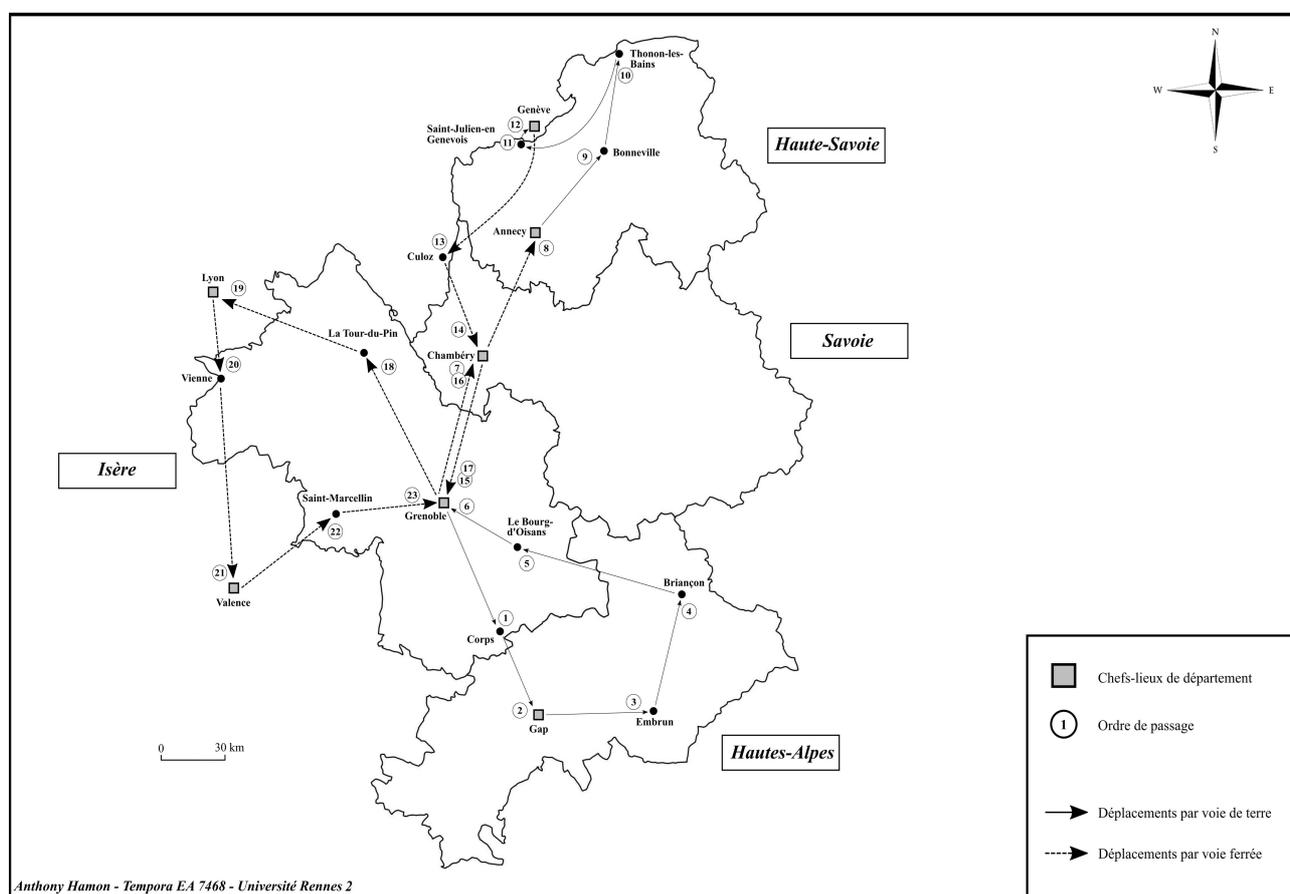 N
W
E
S
Thonon-les-
Bains
10
Genève
12
Saint-Julien-en
Genevois
11
Haute-Savoie
9
Bonneville
Annecy
8
13
Culoz
Lyon
19
La Tour-du-Pin
14
Savoie
Chambéry
7
16
18
20
Vienne
Isère
17
15
Saint-Marcellin
23
6
Grenoble
22
Le Bourg-
d'Oisans
5
21
Valence
Briançon
4
1
Corps
3
2
Embrun
Gap
Hautes-Alpes
0
30 km
Chefs-lieux de département
1
Ordre de passage
Déplacements par voie de terre
Déplacements par voie ferrée
Anthony Hamon - Tempora EA 7468 - Université Rennes 2